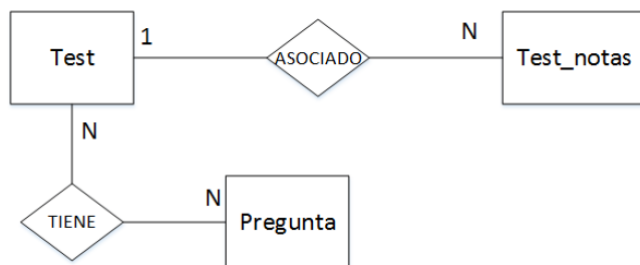 Test
1
ASOCIADO
N
Test_notas
N
TIENE
N
Pregunta